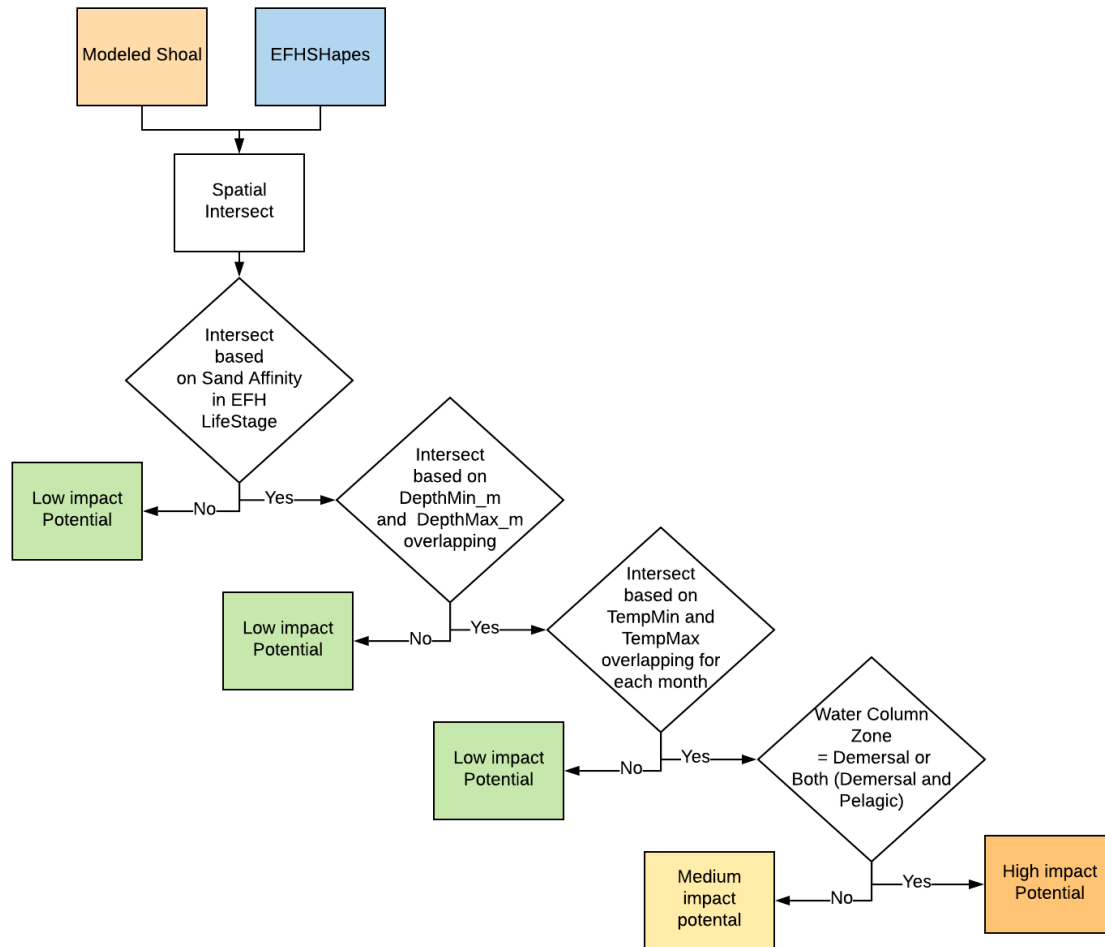 Modeled Shoal
EFHSHapes
Spatial
Intersect
Intersect
based
on Sand Affinity
in EFH
LifeStage
Low impact
Potential
No
Yes
Intersect
based on
DepthMin_m
and DepthMax_m
overlapping
Low impact
Potential
No
Yes
Intersect
based on
TempMin and
TempMax
overlapping for
each month
Low impact
Potential
No
Yes
Water Column
Zone
= Demersal or
Both (Demersal and
Pelagic)
Medium
impact
potental
No
Yes
High impact
Potential